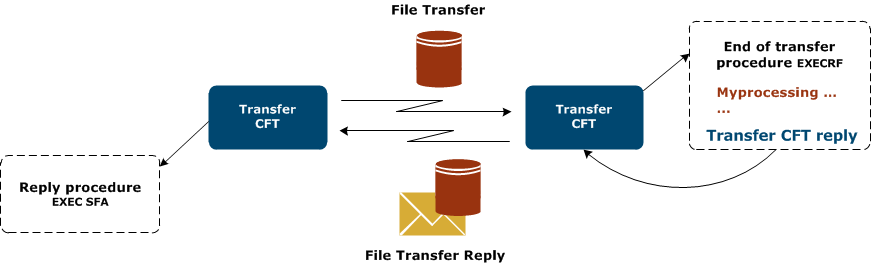 File Transfer
End of transfer
procedure EXECRF
Myprocessing ...
...
Transfer CFT reply
Transfer
CFT
Transfer
CFT
Reply procedure
EXEC SFA
File Transfer Reply